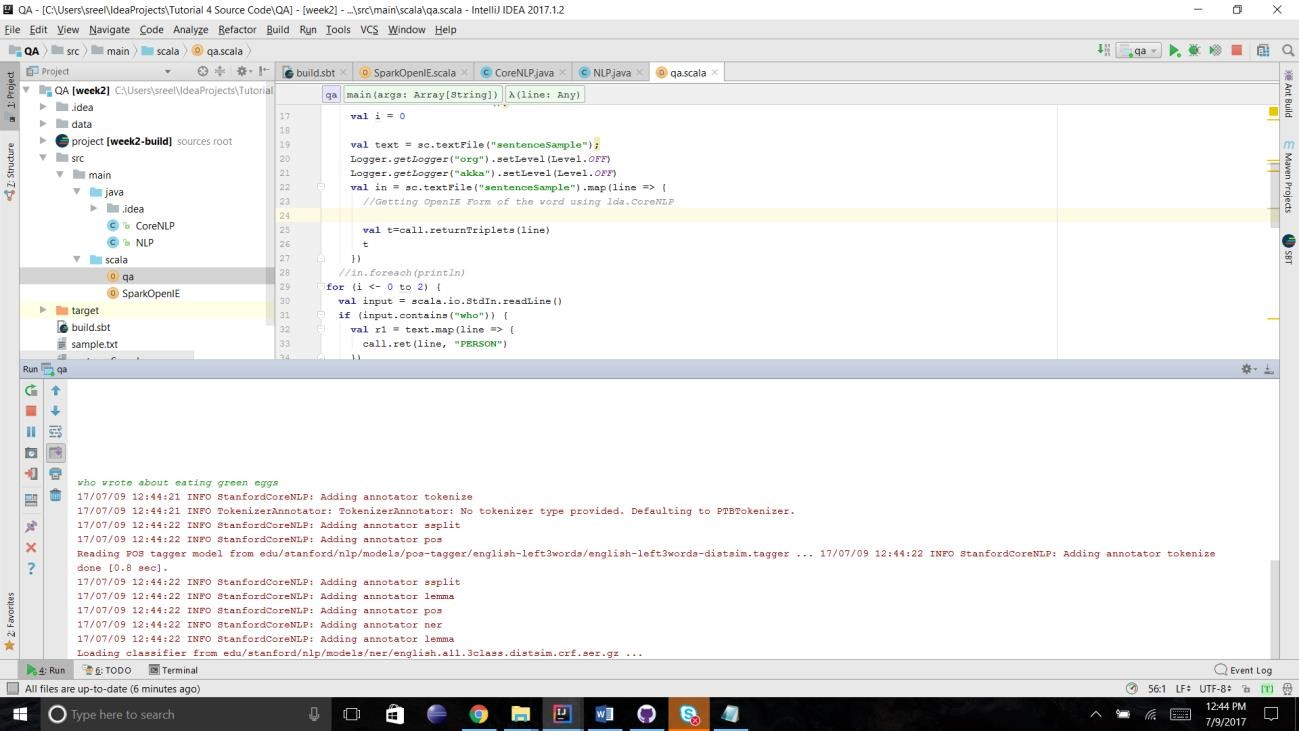 QA - [C:\Users\sreel\IdeaProjects\Tutorial 4 Source Code\QA] - [week2] - ...\src\main\scala\qa.scala - IntelliJ IDEA 2017.1.2
File Edit View Navigate Code Analyze Refactor Build Run Tools VCS Window Help
QA src main scala qa.scala
qa
Project
build.sbt SparkOpenIE.scala CoreNLP.java NLP.java qa.scala
1: Project
7: Structure
2: Favorites
QA [week2] C:\Users\sreel\IdeaProjects\Tutorial
.idea
data
project [week2-build] sources root
src
main
java
.idea
CoreNLP
NLP
scala
qa
SparkOpenIE
target
build.sbt
sample.txt
qa main(args: Array[String]) λ(line: Any)
17 val i = 0
18
19 val text = sc.textFile("sentenceSample");
20 Logger.getLogger("org").setLevel(Level.OFF)
21 Logger.getLogger("akka").setLevel(Level.OFF)
22 val in = sc.textFile("sentenceSample").map(line => {
23 //Getting OpenIE Form of the word using lda.CoreNLP
24
25 val t=call.returnTriplets(line)
26 t
27 })
28 //in.foreach(println)
29 for (i <- 0 to 2) {
30 val input = scala.io.StdIn.readLine()
31 if (input.contains("who")) {
32 val r1 = text.map(line => {
33 call.ret(line, "PERSON")
34 })
Ant Build
Maven Projects
SBT
Run qa
who wrote about eating green eggs
17/07/09 12:44:21 INFO StanfordCoreNLP: Adding annotator tokenize
17/07/09 12:44:21 INFO TokenizerAnnotator: TokenizerAnnotator: No tokenizer type provided. Defaulting to PTBTokenizer.
17/07/09 12:44:22 INFO StanfordCoreNLP: Adding annotator ssplit
17/07/09 12:44:22 INFO StanfordCoreNLP: Adding annotator pos
Reading POS tagger model from edu/stanford/nlp/models/pos-tagger/english-left3words/english-left3words-distsim.tagger ... 17/07/09 12:44:22 INFO StanfordCoreNLP: Adding annotator tokenize
done [0.8 sec].
17/07/09 12:44:22 INFO StanfordCoreNLP: Adding annotator ssplit
17/07/09 12:44:22 INFO StanfordCoreNLP: Adding annotator lemma
17/07/09 12:44:22 INFO StanfordCoreNLP: Adding annotator pos
17/07/09 12:44:22 INFO StanfordCoreNLP: Adding annotator ner
17/07/09 12:44:22 INFO StanfordCoreNLP: Adding annotator lemma
Loading classifier from edu/stanford/nlp/models/ner/english.all.3class.distsim.crf.ser.gz ...
4: Run 6: TODO Terminal Event Log
All files are up-to-date (6 minutes ago) 56:1 LF UTF-8 [T]
Type here to search
12:44 PM
7/9/2017